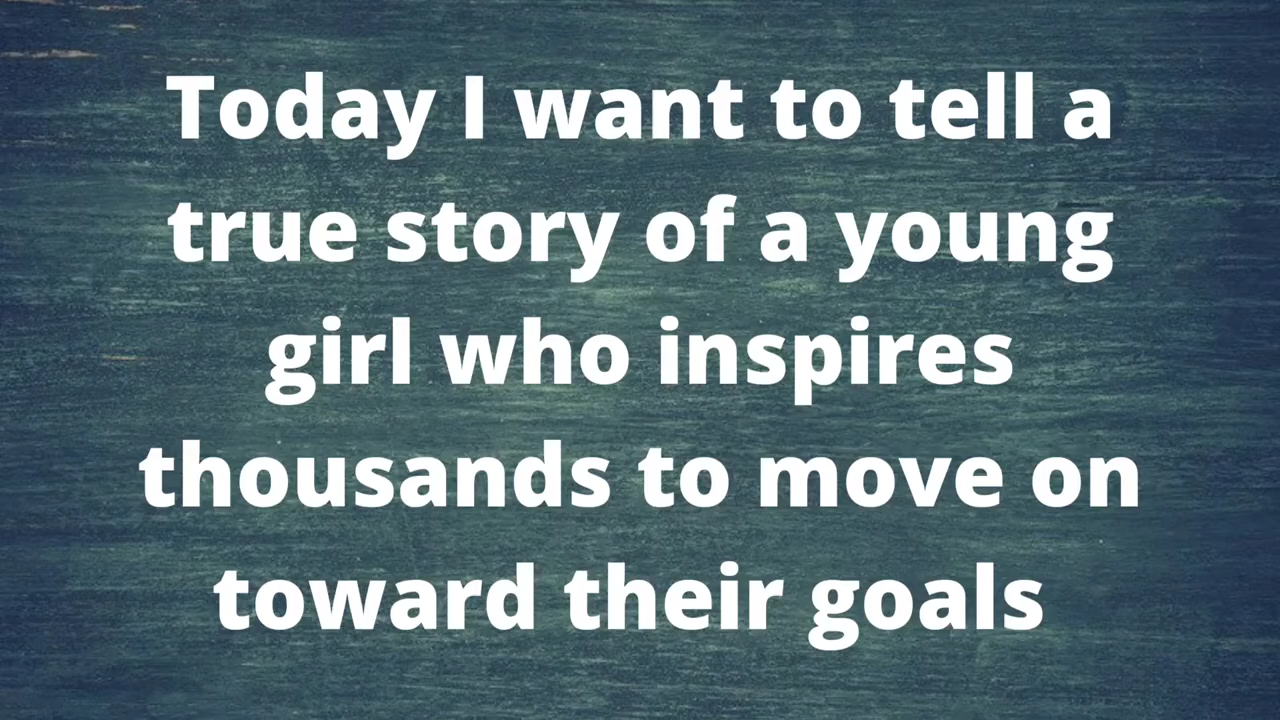 Today I want to tell a
true story of a young
girl who inspires
thousands to move on
toward their goals